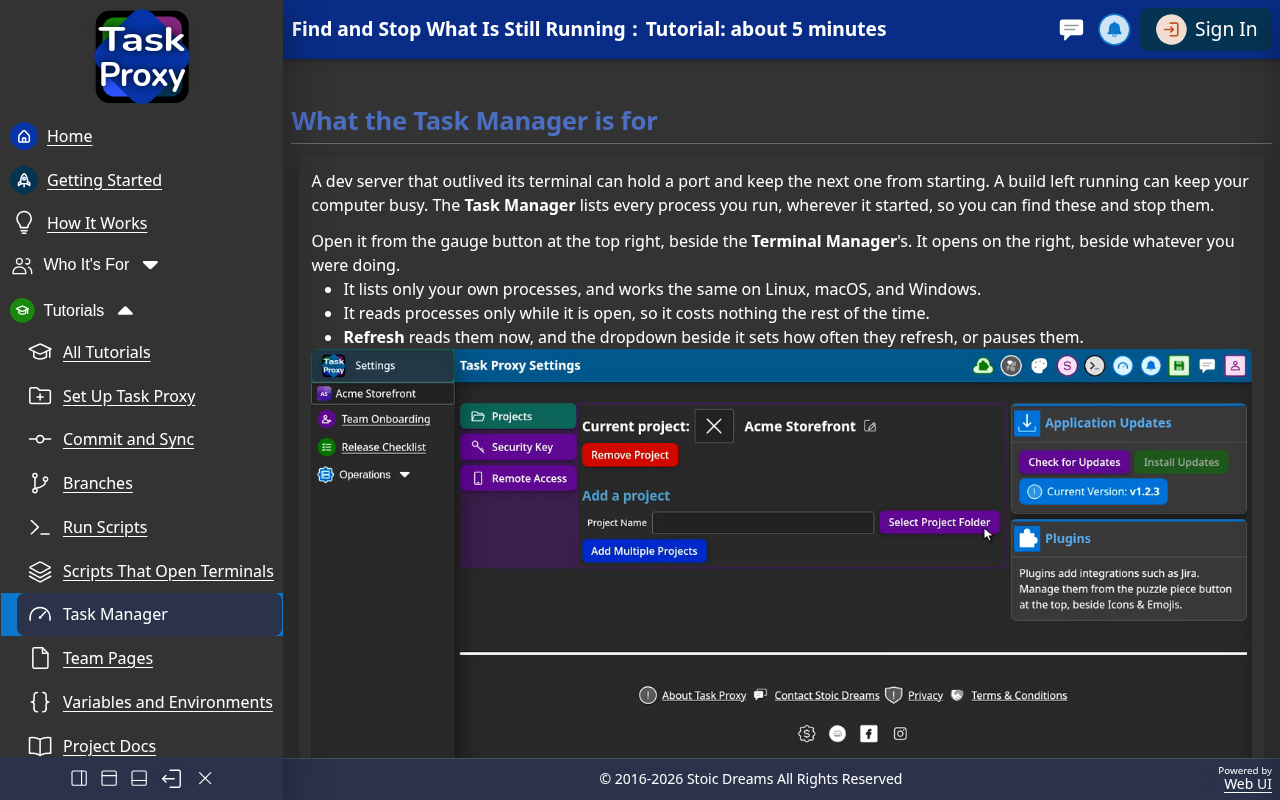 Task
Proxy
Find and Stop What Is Still Running : Tutorial: about 5 minutes
Sign In
Home
Getting Started
How It Works
Who It's For
Tutorials
All Tutorials
Set Up Task Proxy
Commit and Sync
Branches
Run Scripts
Scripts That Open Terminals
Task Manager
Team Pages
Variables and Environments
Project Docs
What the Task Manager is for
A dev server that outlived its terminal can hold a port and keep the next one from starting. A build left running can keep your
computer busy. The Task Manager lists every process you run, wherever it started, so you can find these and stop them.
Open it from the gauge button at the top right, beside the Terminal Manager's. It opens on the right, beside whatever you
were doing.
It lists only your own processes, and works the same on Linux, macOS, and Windows.
It reads processes only while it is open, so it costs nothing the rest of the time.
Refresh reads them now, and the dropdown beside it sets how often they refresh, or pauses them.
Task
Proxy
Settings
Task Proxy Settings
S
AS
Acme Storefront
Team Onboarding
Release Checklist
Operations
Projects
Security Key
Remote Access
Current project:
Acme Storefront
Remove Project
Add a project
Project Name
Select Project Folder
Add Multiple Projects
Application Updates
Check for Updates
Install Updates
Current Version: v1.2.3
Plugins
Plugins add integrations such as Jira.
Manage them from the puzzle piece button
at the top, beside Icons & Emojis.
About Task Proxy
Contact Stoic Dreams
Privacy
Terms & Conditions
© 2016-2026 Stoic Dreams All Rights Reserved
Powered by
Web UI